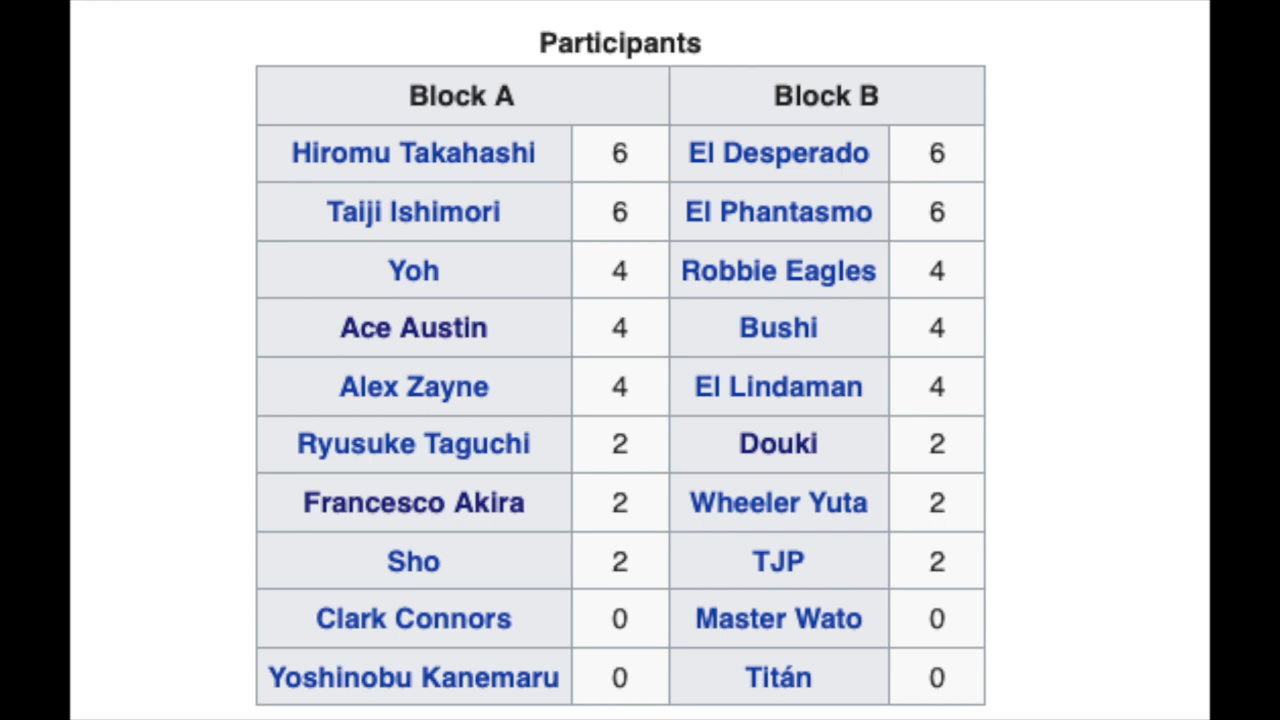 Participants
Block A Block B
Hiromu Takahashi 6 El Desperado 6
Taiji Ishimori 6 El Phantasmo 6
Yoh 4 Robbie Eagles 4
Ace Austin 4 Bushi 4
Alex Zayne 4 El Lindaman 4
Ryusuke Taguchi 2 Douki 2
Francesco Akira 2 Wheeler Yuta 2
Sho 2 TJP 2
Clark Connors 0 Master Wato 0
Yoshinobu Kanemaru 0 Titán 0